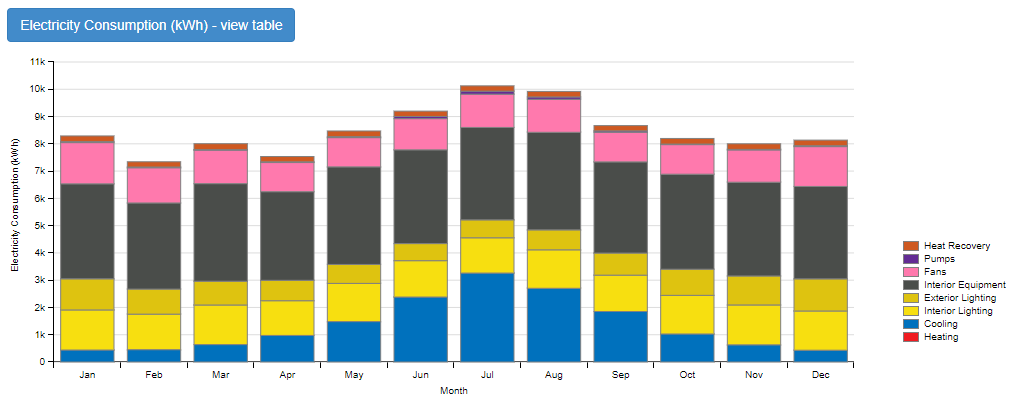 Electricity Consumption (kWh) - view table
11k
10k
9k
8k
7k
6k
5k
4k
3k
2k
1k
0
Electricity Consumption (kWh)
Jan Feb Mar Apr May Jun Jul Aug Sep Oct Nov Dec
Month
Heat Recovery
Pumps
Fans
Interior Equipment
Exterior Lighting
Interior Lighting
Cooling
Heating